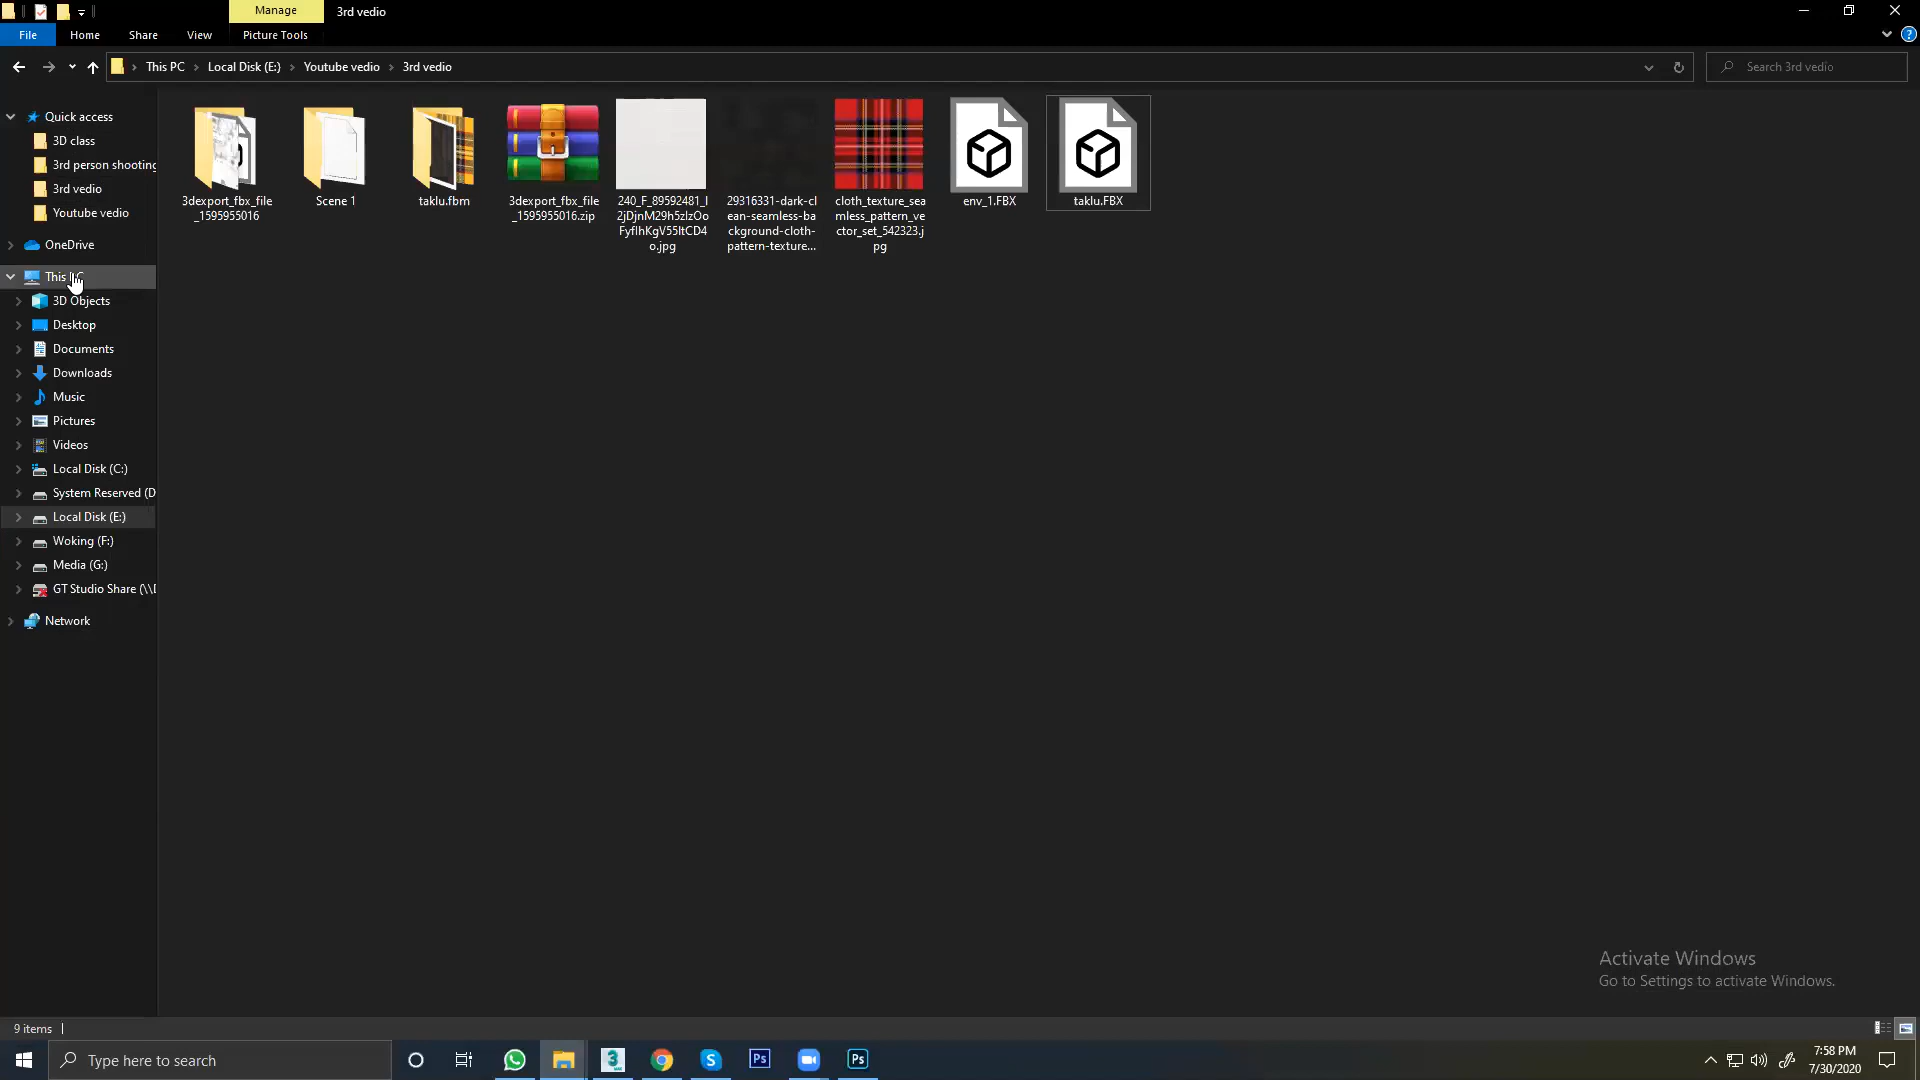 Manage
3rd vedio
File
Home
Share
View
Picture Tools
This PC
Local Disk (E:)
Youtube vedio
3rd vedio
Search 3rd vedio
Quick access
3D class
3rd person shooting
3rd vedio
Youtube vedio
OneDrive
This PC
3D Objects
Desktop
Documents
Downloads
Music
Pictures
Videos
Local Disk (C:)
System Reserved (D
Local Disk (E:)
Woking (F:)
Media (G:)
GT Studio Share (\\
Network
3dexport_fbx_file
_1595955016
Scene 1
taklu.fbm
3dexport_fbx_file
_1595955016.zip
240_F_89592481_I
2jDjnM29h5zlzOo
FyflhKgV55ltCD4
o.jpg
29316331-dark-cl
ean-seamless-ba
ckground-cloth-
pattern-texture...
cloth_texture_sea
mless_pattern_ve
ctor_set_542323.j
pg
env_1.FBX
taklu.FBX
Activate Windows
Go to Settings to activate Windows.
9 items
Type here to search
7:58 PM
7/30/2020